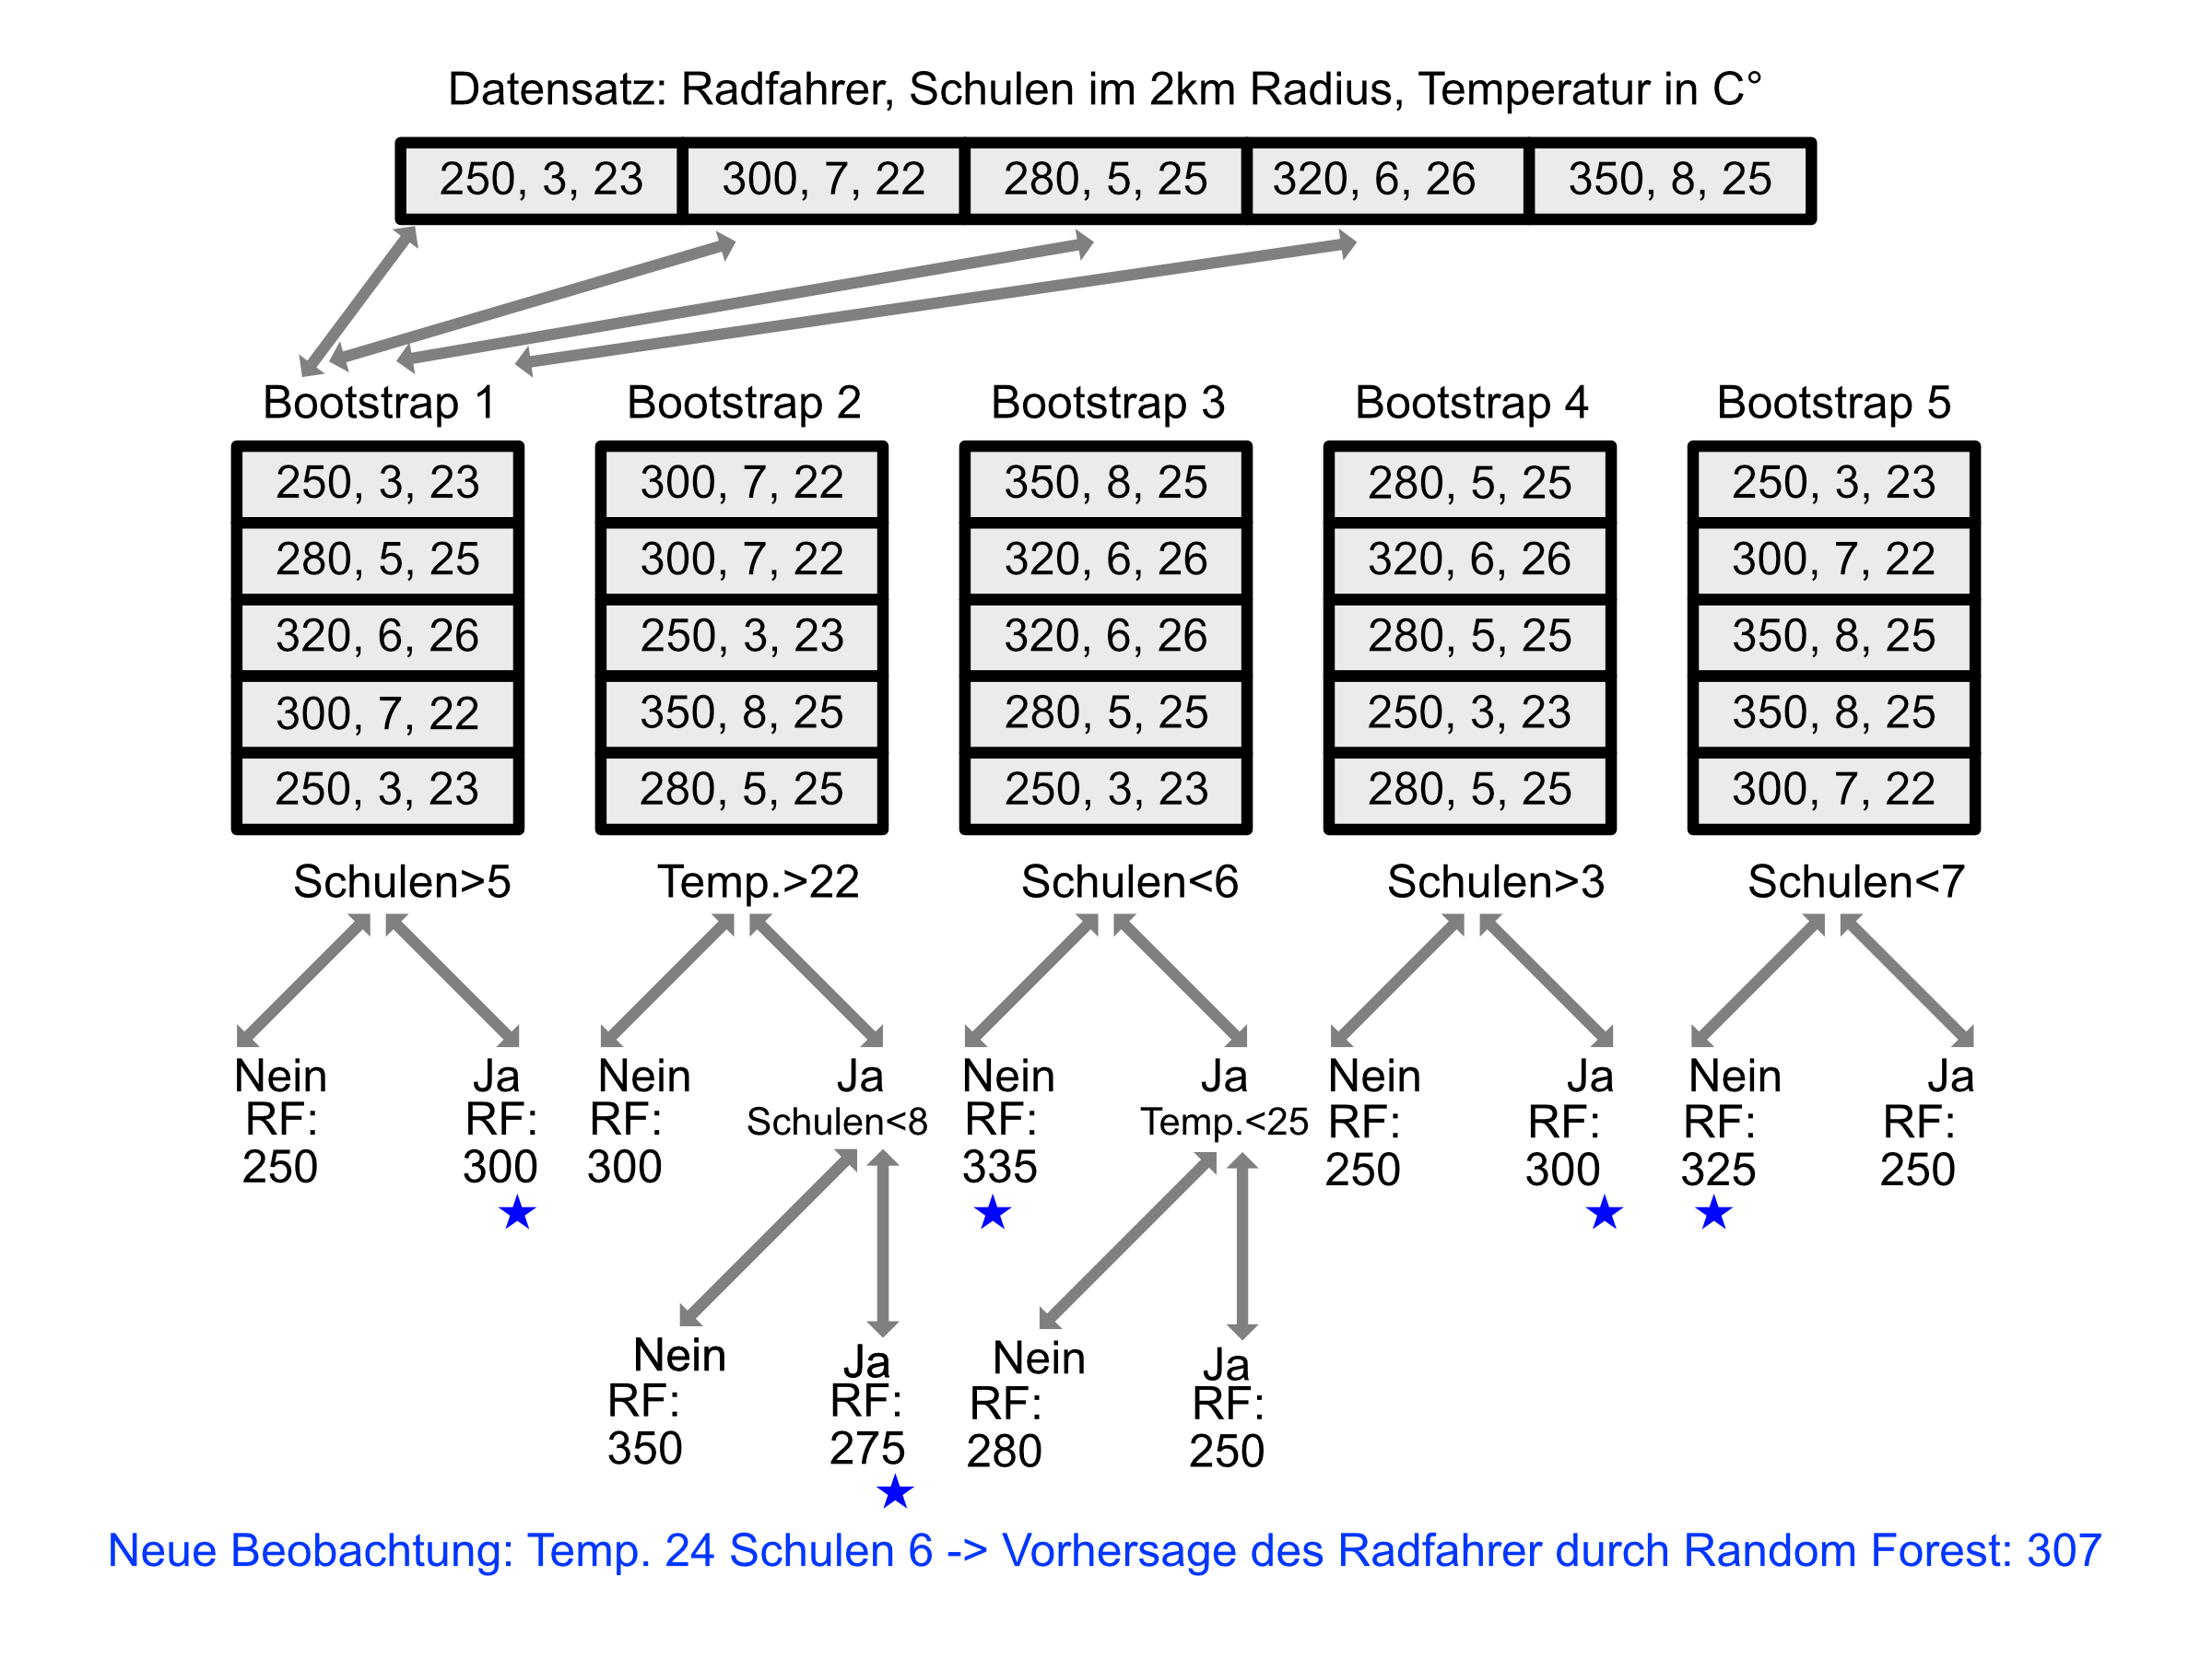 Datensatz: Radfahrer, Schulen im 2km Radius, Temperatur in C°
250, 3, 23 300, 7, 22 280, 5, 25 320, 6, 26 350, 8, 25
Bootstrap 1 Bootstrap 2 Bootstrap 3 Bootstrap 4 Bootstrap 5
250, 3, 23 300, 7, 22 350, 8, 25 280, 5, 25 250, 3, 23
280, 5, 25 300, 7, 22 320, 6, 26 320, 6, 26 300, 7, 22
320, 6, 26 250, 3, 23 320, 6, 26 280, 5, 25 350, 8, 25
300, 7, 22 350, 8, 25 280, 5, 25 250, 3, 23 350, 8, 25
250, 3, 23 280, 5, 25 250, 3, 23 280, 5, 25 300, 7, 22
Schulen>5 Temp.>22 Schulen<6 Schulen>3 Schulen<7
Nein Ja Nein Ja Nein Ja Nein Ja Nein Ja
RF: RF: RF: Schulen<8 RF: Temp.<25 RF: RF: RF: RF:
250 300 300 335 250 300 325 250
Nein Ja Nein Ja
RF: RF: RF: RF:
350 275 280 250
Neue Beobachtung: Temp. 24 Schulen 6 -> Vorhersage des Radfahrer durch Random Forest: 307